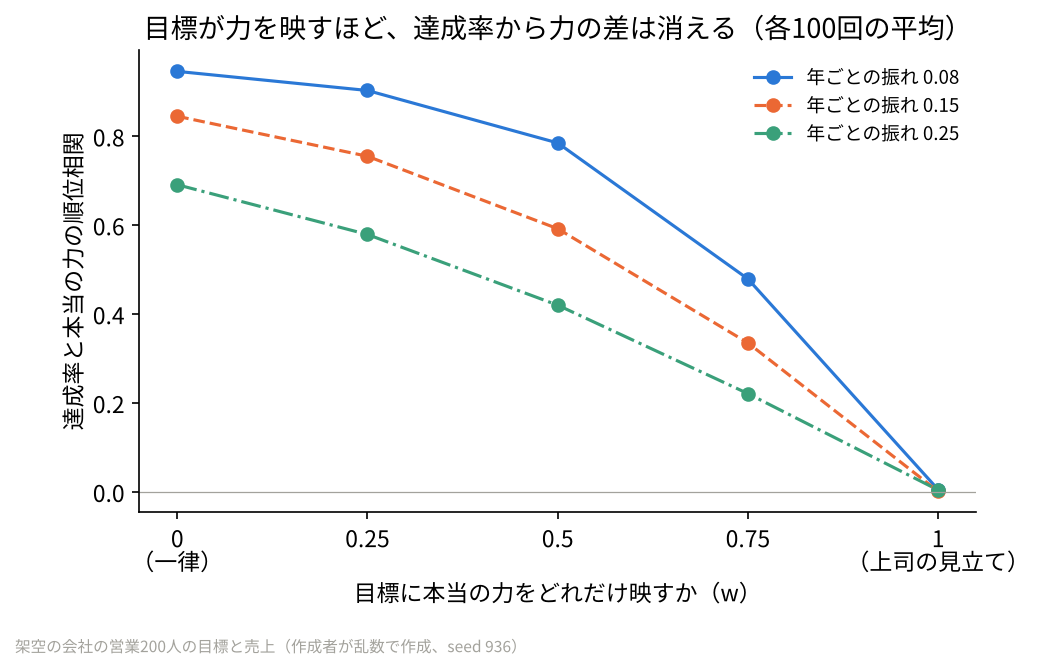 目標が力を映すほど、達成率から力の差は消える（各100回の平均）
年ごとの振れ 0.08
年ごとの振れ 0.15
年ごとの振れ 0.25
達成率と本当の力の順位相関
0.8
0.6
0.4
0.2
0.0
0
（一律）
0.25
0.5
0.75
1
（上司の見立て）
目標に本当の力をどれだけ映すか（w）
架空の会社の営業200人の目標と売上（作成者が乱数で作成、seed 936）